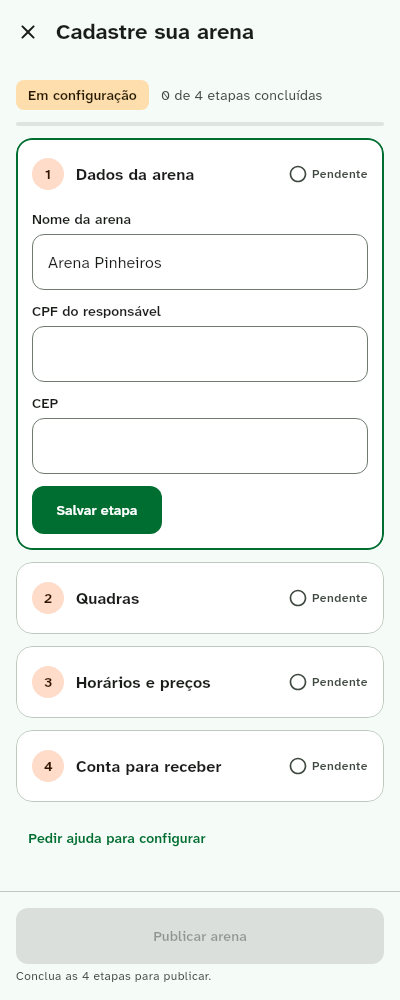 Cadastre sua arena
Em configuração
0 de 4 etapas concluídas
1
Dados da arena
Pendente
Nome da arena
Arena Pinheiros
CPF do responsável
CEP
Salvar etapa
2
Quadras
Pendente
3
Horários e preços
Pendente
4
Conta para receber
Pendente
Pedir ajuda para configurar
Publicar arena
Conclua as 4 etapas para publicar.